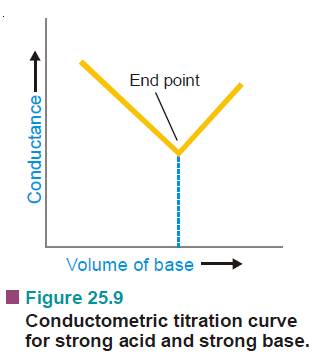 End point
Conductance
Volume of base
Figure 25.9
Conductometric titration curve
for strong acid and strong base.